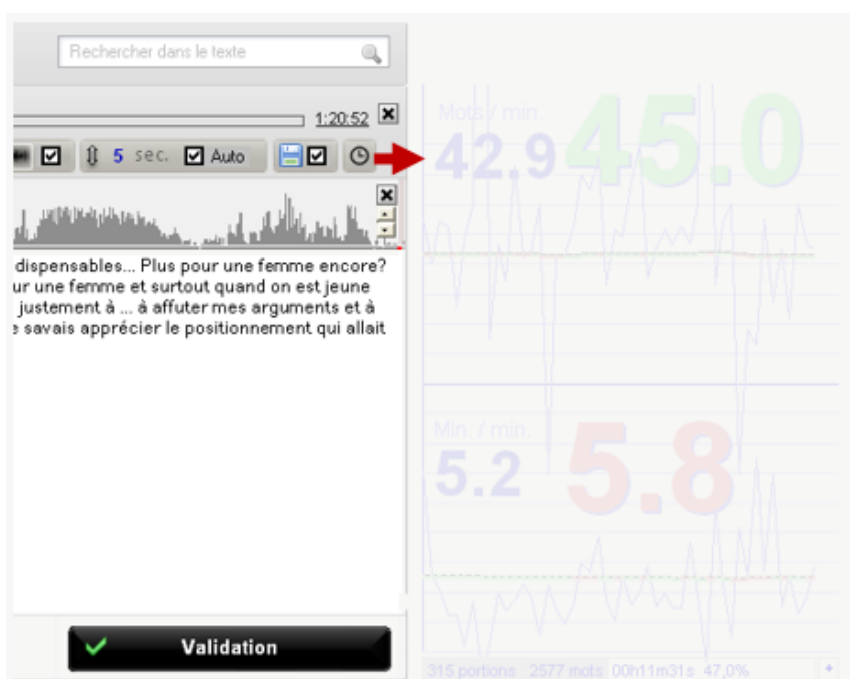 Rechercher dans le texte
1:20:52
5 sec. Auto
dispensables... Plus pour une femme encore?
ur une femme et surtout quand on est jeune
justement à ... à affuter mes arguments et à
e savais apprécier le positionnement qui allait
Validation
Mots / min.
42.9 45.0
Min. / min.
5.2 5.8
315 portions 2577 mots 00h11m31s 47,0%